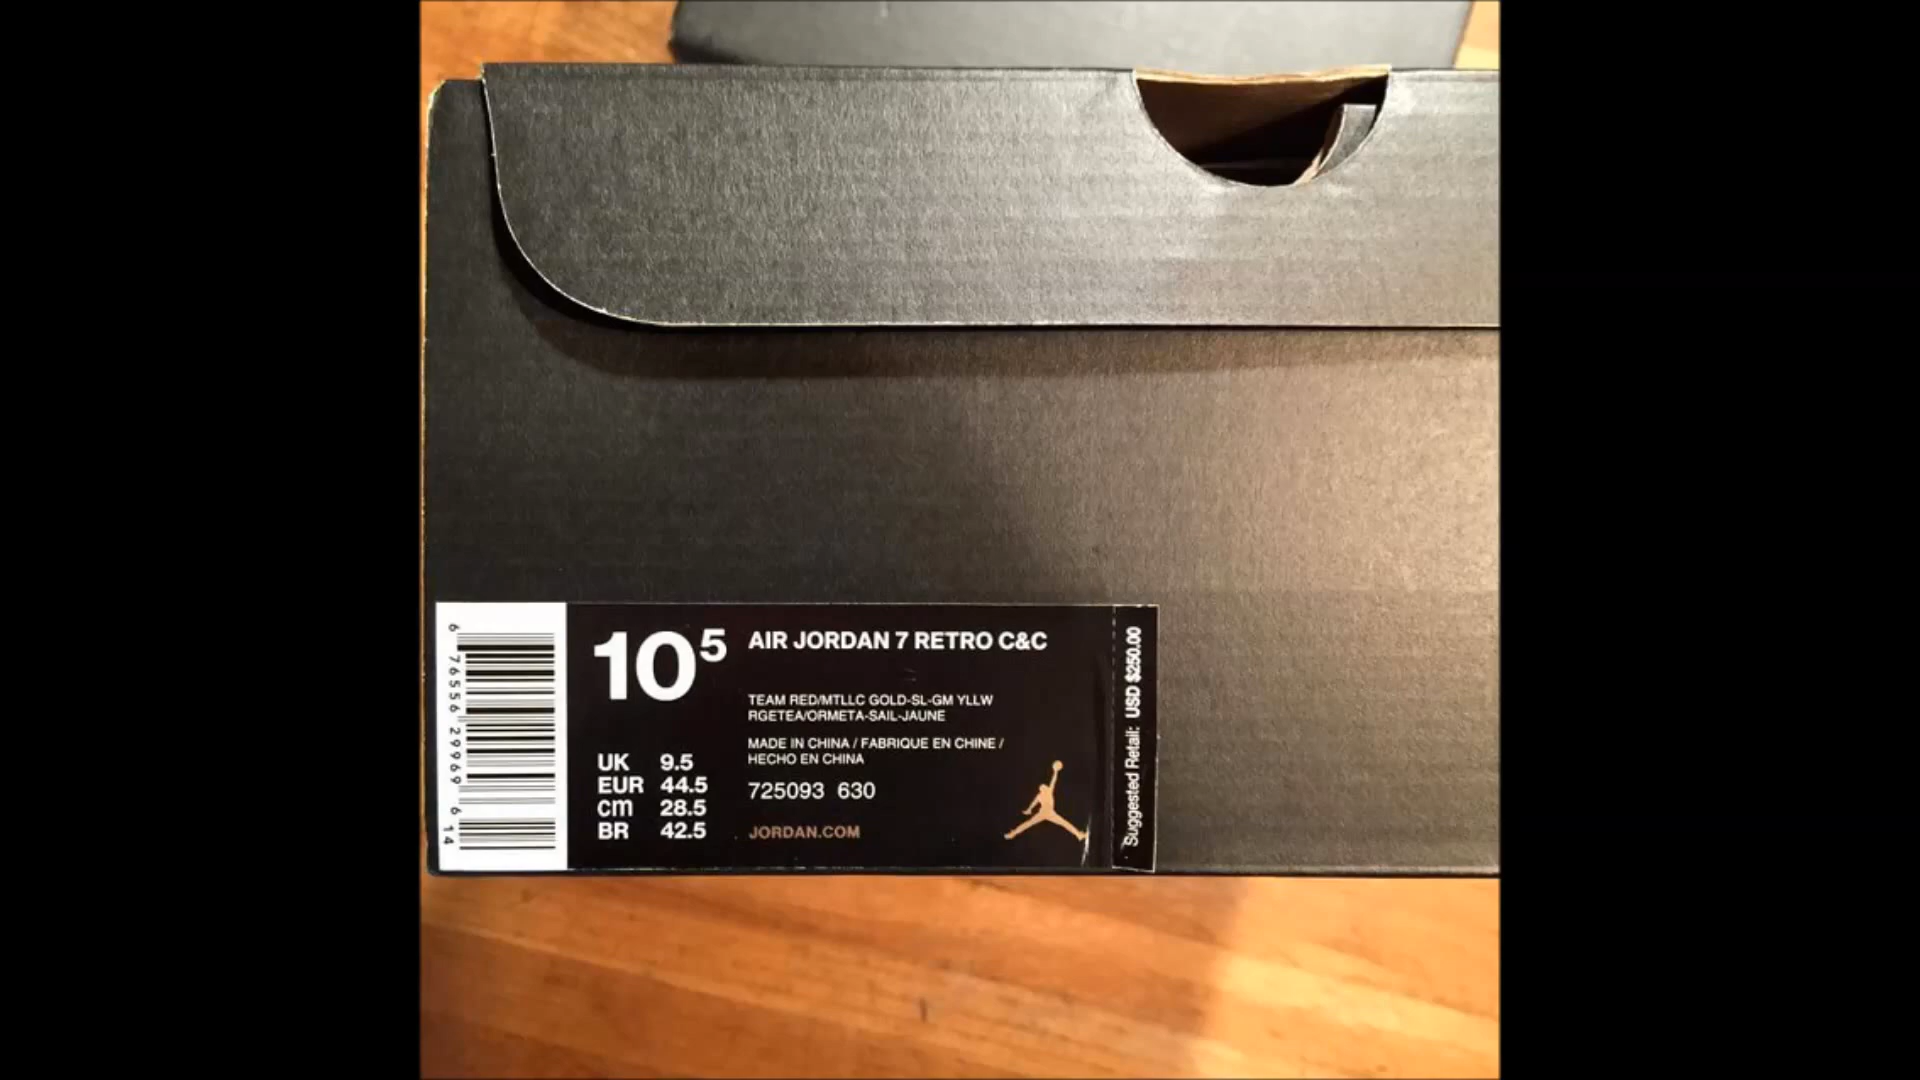 6 76556 29969 6 14
10⁵
AIR JORDAN 7 RETRO C&C
TEAM RED/MTLLC GOLD-SL-GM YLLW
RGETEA/ORMETA-SAIL-JAUNE
MADE IN CHINA / FABRIQUE EN CHINE /
HECHO EN CHINA
725093 630
JORDAN.COM
UK 9.5
EUR 44.5
cm 28.5
BR 42.5
Suggested Retail: USD $250.00